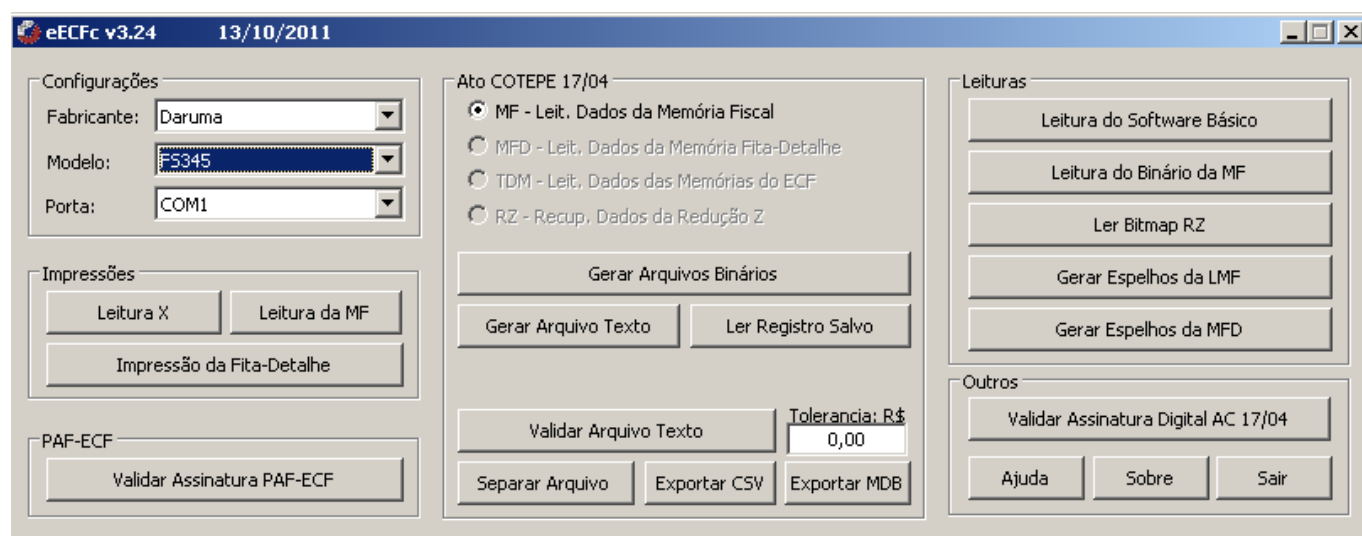 eECFc v3.24 13/10/2011
Configurações
Fabricante: Daruma
Modelo: FS345
Porta: COM1
Impressões
Leitura X Leitura da MF
Impressão da Fita-Detalhe
PAF-ECF
Validar Assinatura PAF-ECF
Ato COTEPE 17/04
MF - Leit. Dados da Memória Fiscal
MFD - Leit. Dados da Memória Fita-Detalhe
TDM - Leit. Dados das Memórias do ECF
RZ - Recup. Dados da Redução Z
Gerar Arquivos Binários
Gerar Arquivo Texto Ler Registro Salvo
Tolerancia: R$
Validar Arquivo Texto 0,00
Separar Arquivo Exportar CSV Exportar MDB
Leituras
Leitura do Software Básico
Leitura do Binário da MF
Ler Bitmap RZ
Gerar Espelhos da LMF
Gerar Espelhos da MFD
Outros
Validar Assinatura Digital AC 17/04
Ajuda Sobre Sair